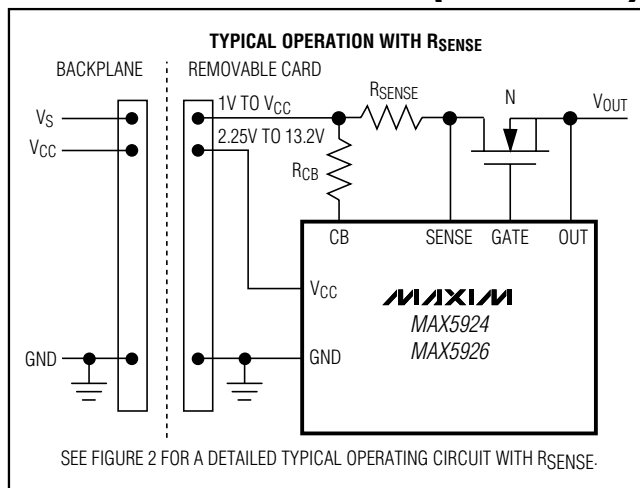 TYPICAL OPERATION WITH RSENSE
BACKPLANE
REMOVABLE CARD
1V TO VCC
RSENSE
N
VOUT
VS
VCC
2.25V TO 13.2V
RCB
CB
SENSE
GATE
OUT
VCC
MAXIM
MAX5924
MAX5926
GND
GND
SEE FIGURE 2 FOR A DETAILED TYPICAL OPERATING CIRCUIT WITH RSENSE.